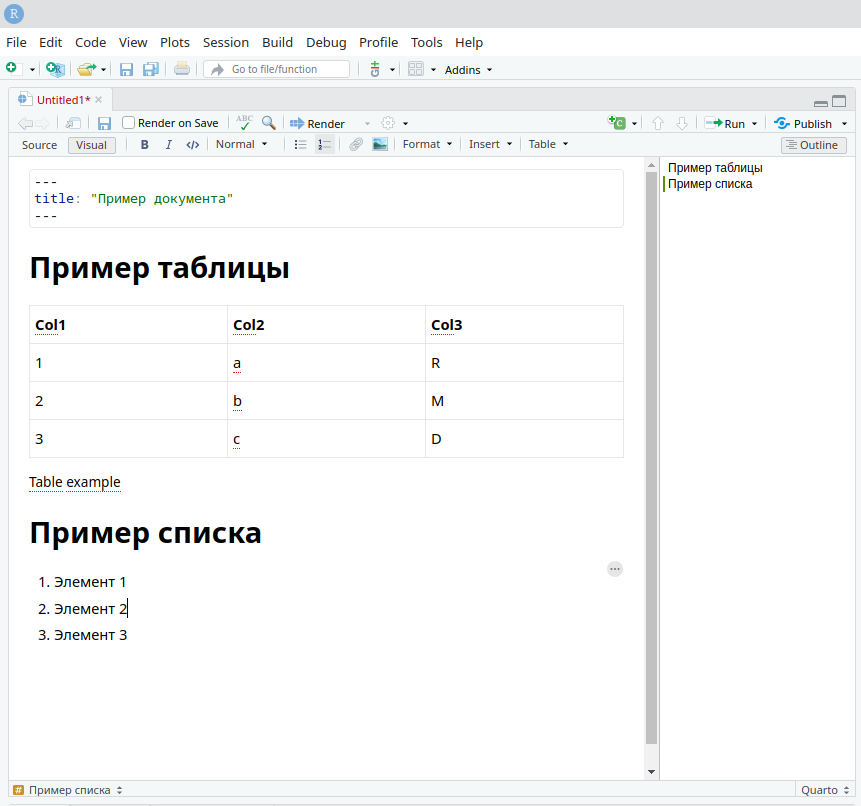 R
File Edit Code View Plots Session Build Debug Profile Tools Help
Go to file/function Addins
Untitled1*
Render on Save ABC Render C Run Publish
Source Visual B I </> Normal Format Insert Table Outline
---
title: "Пример документа"
---
Пример таблицы
Пример списка
Пример таблицы
Col1 Col2 Col3
1 a R
2 b M
3 c D
Table example
Пример списка
1. Элемент 1
2. Элемент 2
3. Элемент 3
# Пример списка Quarto